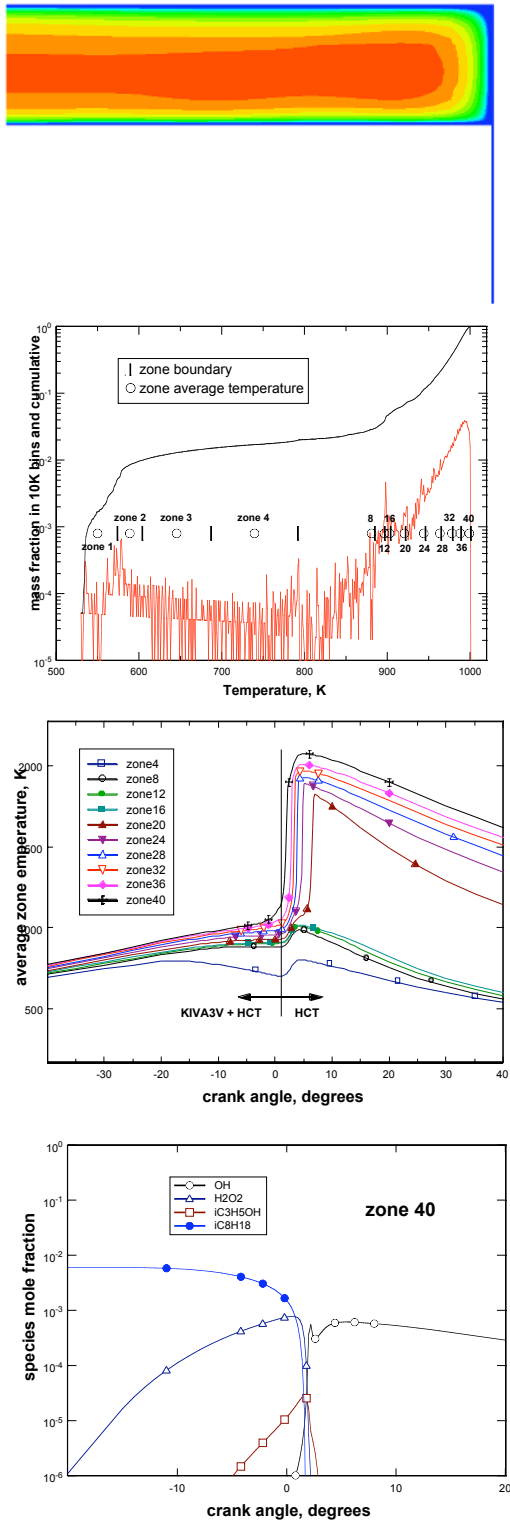 10^0
10^-1
10^-2
10^-3
10^-4
10^-5
mass fraction in 10K bins and cumulative
zone boundary
zone average temperature
zone 1
zone 2
zone 3
zone 4
8
16
12
20
24
28
32
36
40
500 600 700 800 900 1000
Temperature, K
average zone emperature, K
2000
1500
1000
500
zone4
zone8
zone12
zone16
zone20
zone24
zone28
zone32
zone36
zone40
KIVA3V + HCT
HCT
-30 -20 -10 0 10 20 30 40
crank angle, degrees
species mole fraction
10^0
10^-1
10^-2
10^-3
10^-4
10^-5
10^-6
OH
H2O2
iC3H5OH
iC8H18
zone 40
-10 0 10 20
crank angle, degrees